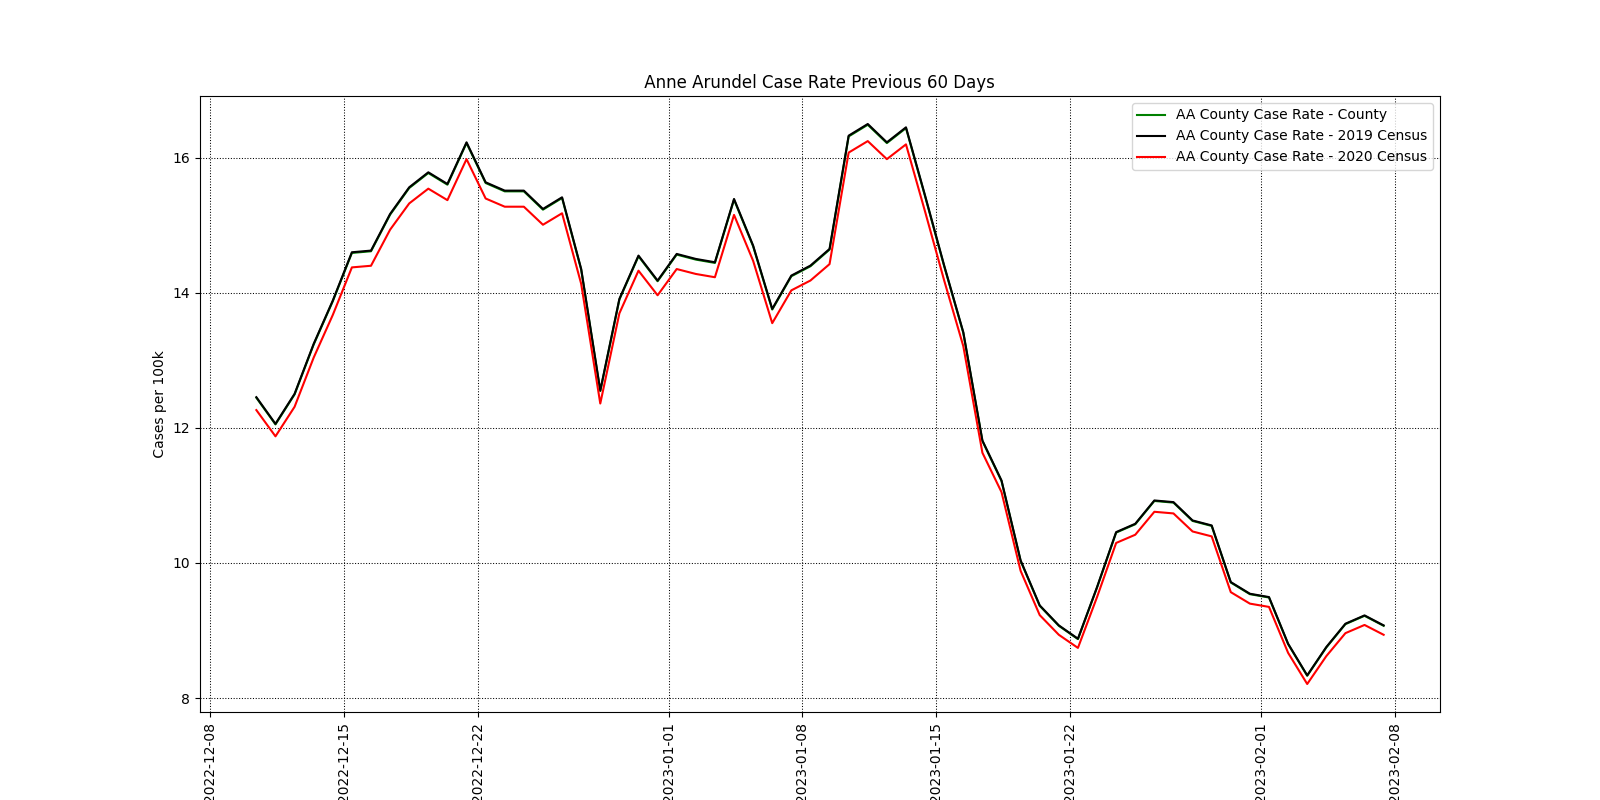 Anne Arundel Case Rate Previous 60 Days
AA County Case Rate - County
AA County Case Rate - 2019 Census
AA County Case Rate - 2020 Census
Cases per 100k
16
14
12
10
8
2022-12-08
2022-12-15
2022-12-22
2023-01-01
2023-01-08
2023-01-15
2023-01-22
2023-02-01
2023-02-08